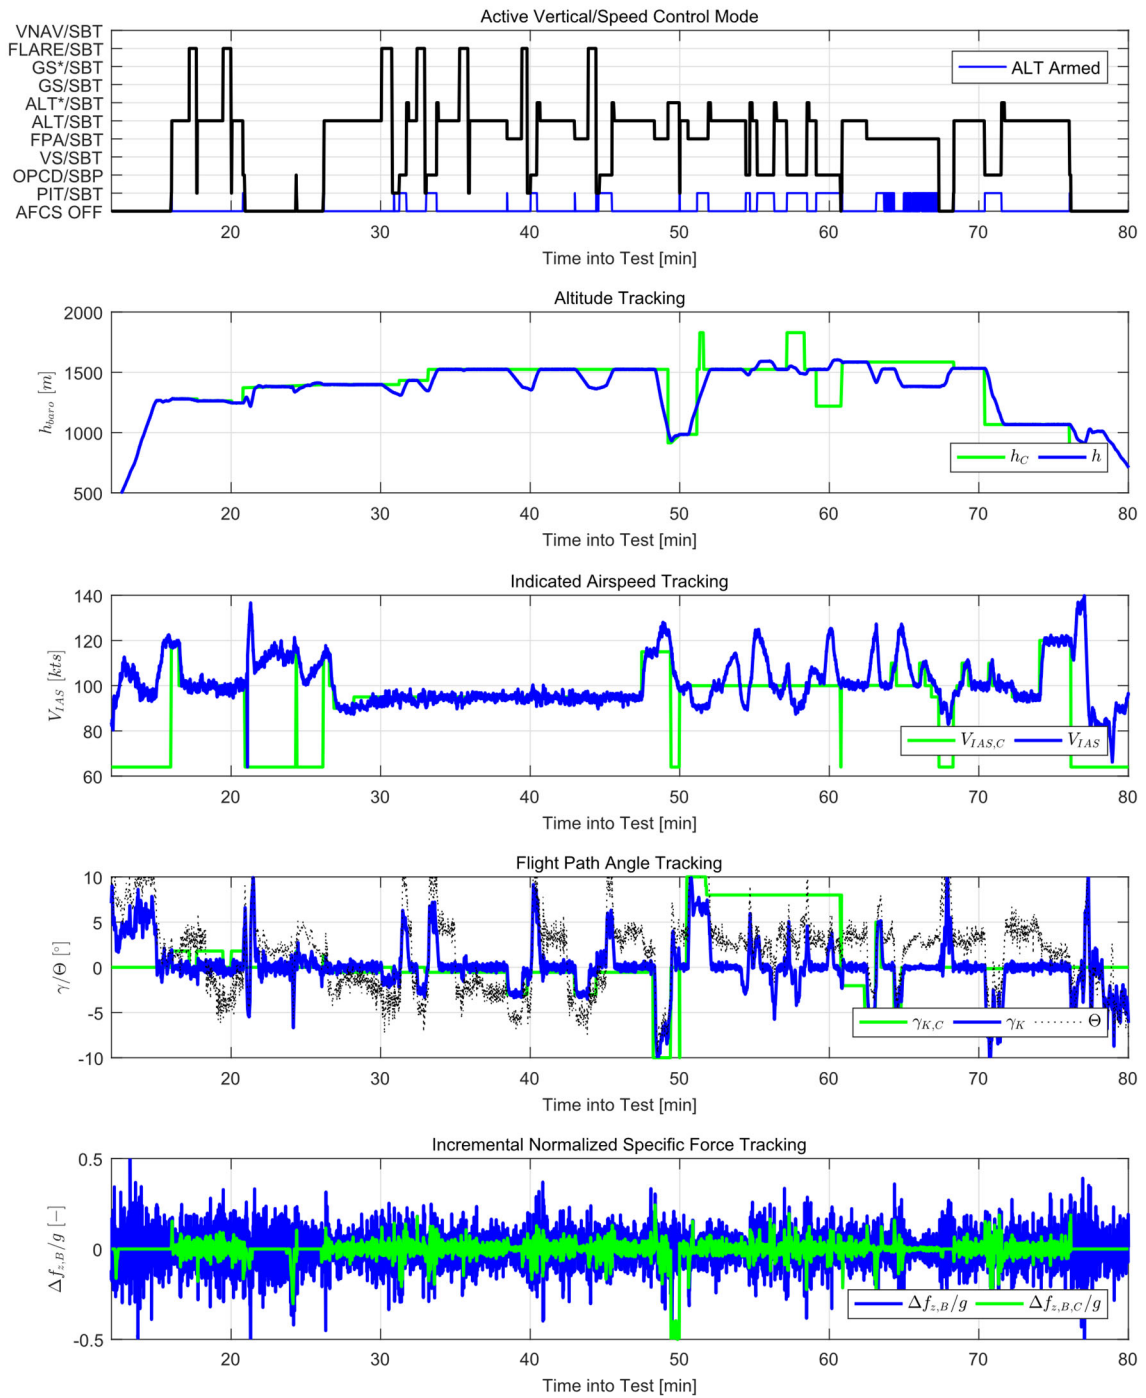 Active Vertical/Speed Control Mode
VNAV/SBT
FLARE/SBT
GS*/SBT
GS/SBT
ALT*/SBT
ALT/SBT
FPA/SBT
VS/SBT
OPCD/SBP
PIT/SBT
AFCS OFF
ALT Armed
20 30 40 50 60 70 80
Time into Test [min]
Altitude Tracking
2000
1500
1000
500
h_baro [m]
h_C h
20 30 40 50 60 70 80
Time into Test [min]
Indicated Airspeed Tracking
140
120
100
80
60
V_IAS [kts]
V_IAS,C V_IAS
20 30 40 50 60 70 80
Time into Test [min]
Flight Path Angle Tracking
10
5
0
-5
-10
γ/Θ [°]
γ_K,C γ_K Θ
20 30 40 50 60 70 80
Time into Test [min]
Incremental Normalized Specific Force Tracking
0.5
0
-0.5
Δf_z,B/g [−]
Δf_z,B/g Δf_z,B,C/g
20 30 40 50 60 70 80
Time into Test [min]